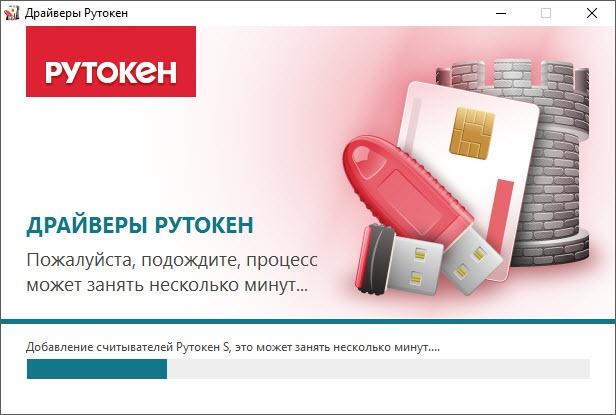 Драйверы Рутокен
РУТОКЕН
ДРАЙВЕРЫ РУТОКЕН
Пожалуйста, подождите, процесс
может занять несколько минут...
Добавление считывателей Рутокен S, это может занять несколько минут....